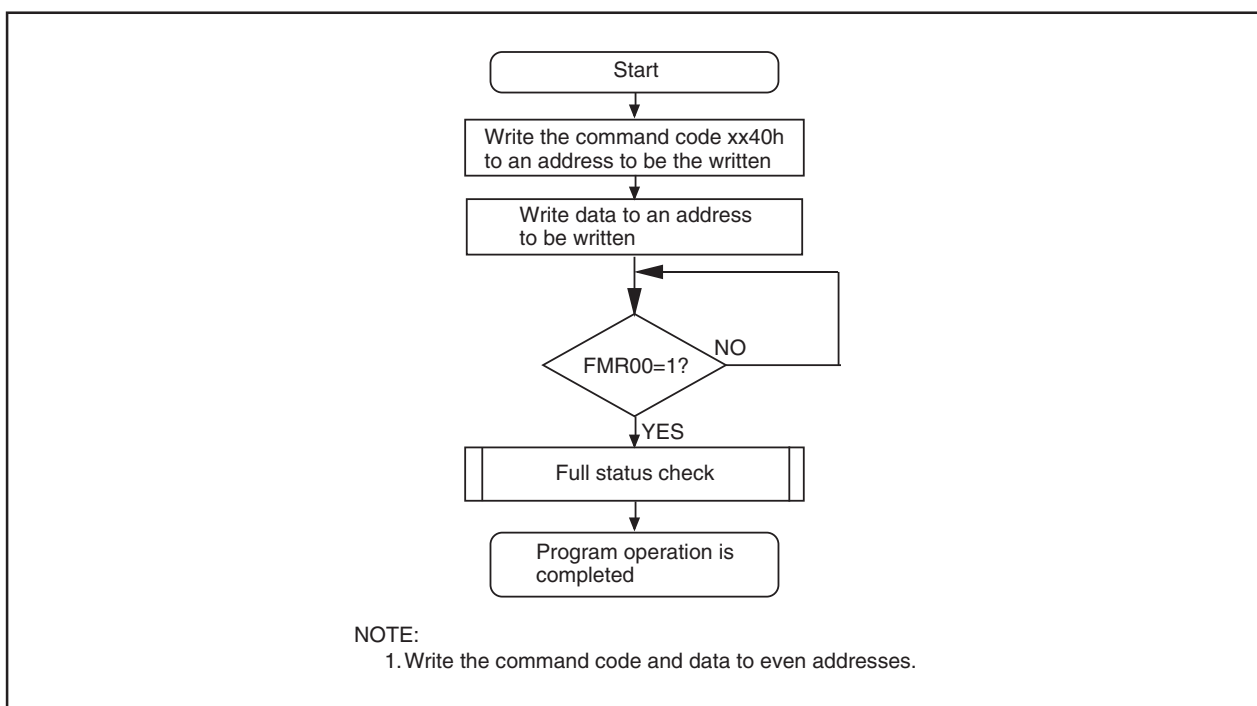 Start
Write the command code xx40h
to an address to be the written
Write data to an address
to be written
FMR00=1?
NO
YES
Full status check
Program operation is
completed
NOTE:
1. Write the command code and data to even addresses.